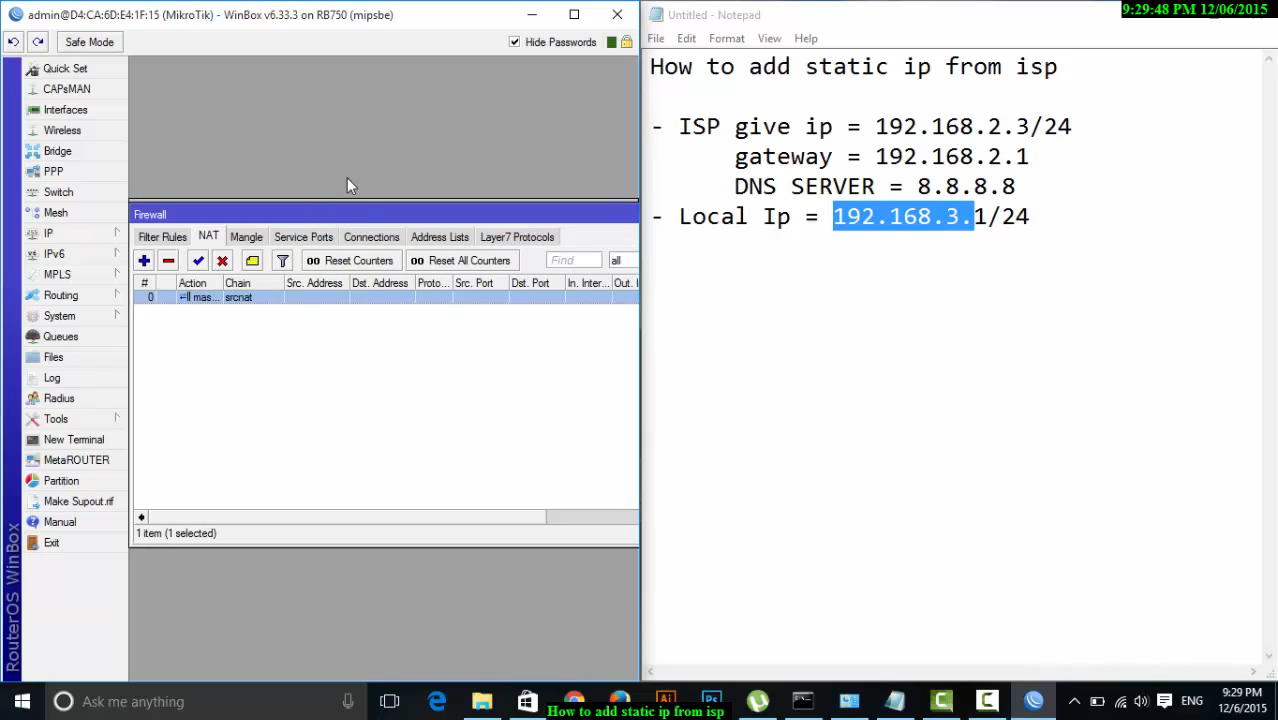 admin@D4:CA:6D:E4:1F:15 (MikroTik) - WinBox v6.33.3 on RB750 (mipsbe)
Safe Mode
Hide Passwords
Quick Set
CAPsMAN
Interfaces
Wireless
Bridge
PPP
Switch
Mesh
IP
IPv6
MPLS
Routing
System
Queues
Files
Log
Radius
Tools
New Terminal
MetaROUTER
Partition
Make Supout.rif
Manual
Exit
RouterOS WinBox
Firewall
Filter Rules NAT Mangle Service Ports Connections Address Lists Layer7 Protocols
00 Reset Counters 00 Reset All Counters Find all
# Action Chain Src. Address Dst. Address Proto... Src. Port Dst. Port In. Inter... Out. I
0 mas... srcnat
1 item (1 selected)
Untitled - Notepad
9:29:48 PM 12/06/2015
File Edit Format View Help
How to add static ip from isp
- ISP give ip = 192.168.2.3/24
gateway = 192.168.2.1
DNS SERVER = 8.8.8.8
- Local Ip = 192.168.3.1/24
Ask me anything
How to add static ip from isp
ENG
9:29 PM
12/6/2015